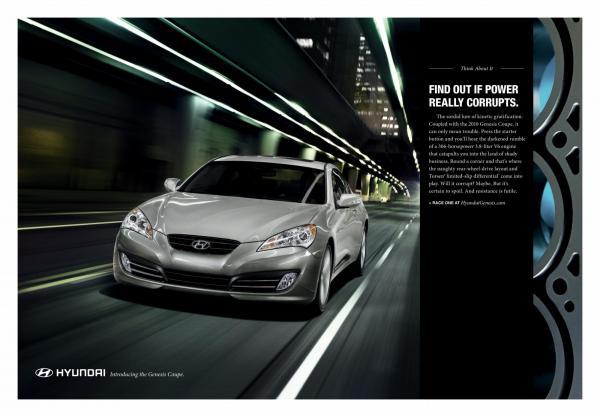 Think About It
FIND OUT IF POWER
REALLY CORRUPTS.
The sordid lure of kinetic gratification.
Coupled with the 2010 Genesis Coupe, it
can only mean trouble. Press the starter
button and you'll hear the darkened rumble
of a 306-horsepower 3.8-liter V6 engine
that catapults you into the land of shady
business. Round a corner and that's where
the naughty rear-wheel drive layout and
Torsen® limited-slip differential* come into
play. Will it corrupt? Maybe. But it's
certain to spoil. And resistance is futile.
» RACE ONE AT HyundaiGenesis.com
HYUNDAI Introducing the Genesis Coupe.